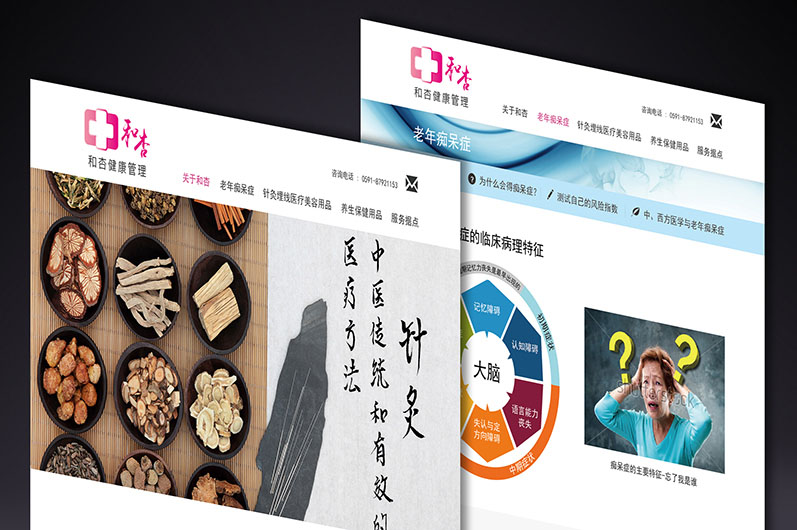 和杏
和杏健康管理
咨询电话：0591-87921153
关于和杏
老年痴呆症
针灸埋线医疗美容用品
养生保健用品
服务据点
针灸
中医传统和有效的
医疗方法
和杏
和杏健康管理
咨询电话：0591-87921153
关于和杏
老年痴呆症
针灸埋线医疗美容用品
养生保健用品
服务据点
老年痴呆症
为什么会得痴呆症?
测试自己的风险指数
中、西方医学与老年痴呆症
症的临床病理特征
初期症状
记忆障碍
认知障碍
大脑
语言能力
丧失
失认与定
方向障碍
中期症状
? ?
痴呆症的主要特征-忘了我是谁